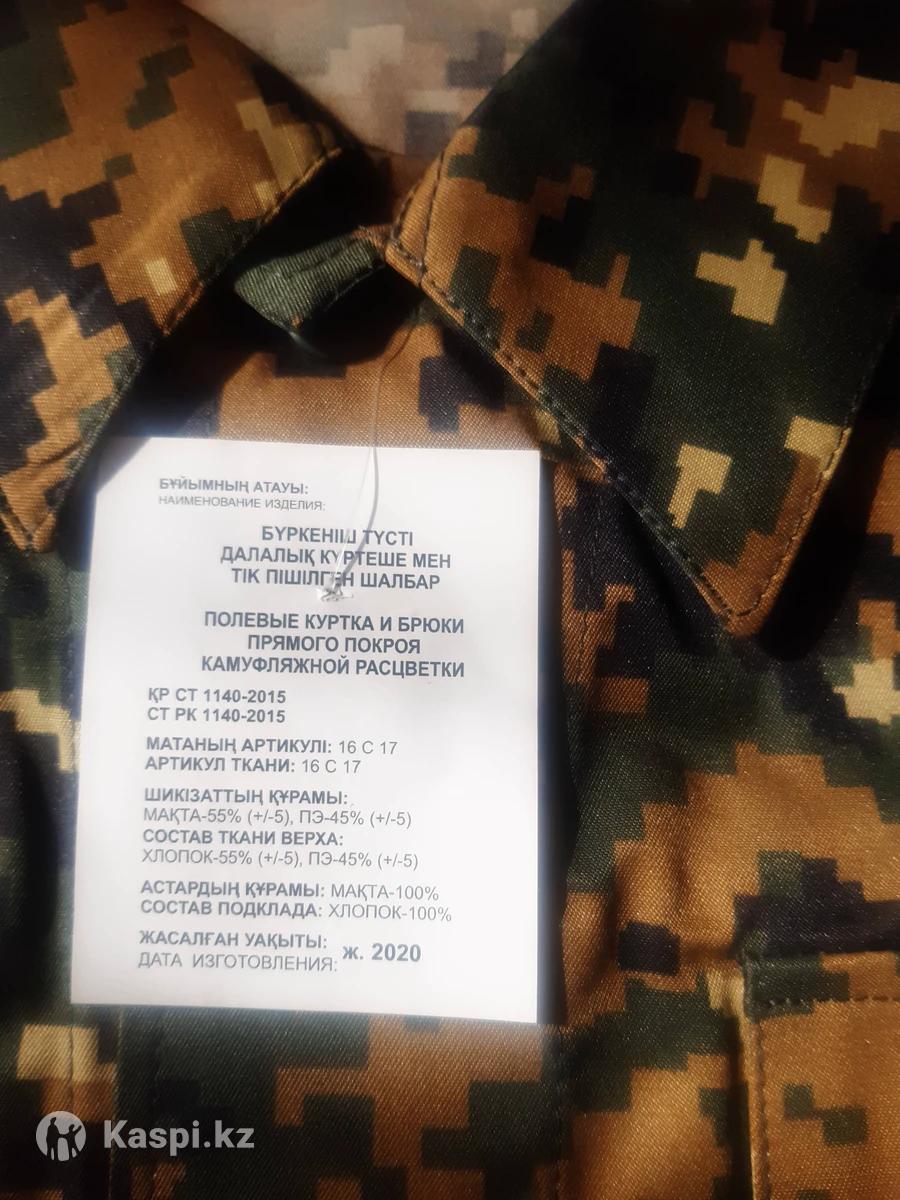 БҰЙЫМНЫҢ АТАУЫ:
НАИМЕНОВАНИЕ ИЗДЕЛИЯ:
БҮРКЕНІШ ТҮСТІ
ДАЛАЛЫҚ КҮРТЕШЕ МЕН
ТІК ПІШІЛГЕН ШАЛБАР
ПОЛЕВЫЕ КУРТКА И БРЮКИ
ПРЯМОГО ПОКРОЯ
КАМУФЛЯЖНОЙ РАСЦВЕТКИ
ҚР СТ 1140-2015
СТ РК 1140-2015
МАТАНЫҢ АРТИКУЛІ: 16 С 17
АРТИКУЛ ТКАНИ: 16 С 17
ШИКІЗАТТЫҢ ҚҰРАМЫ:
МАҚТА-55% (+/-5), ПЭ-45% (+/-5)
СОСТАВ ТКАНИ ВЕРХА:
ХЛОПОК-55% (+/-5), ПЭ-45% (+/-5)
АСТАРДЫҢ ҚҰРАМЫ: МАҚТА-100%
СОСТАВ ПОДКЛАДА: ХЛОПОК-100%
ЖАСАЛҒАН УАҚЫТЫ:
ДАТА ИЗГОТОВЛЕНИЯ: ж. 2020
Kaspi.kz